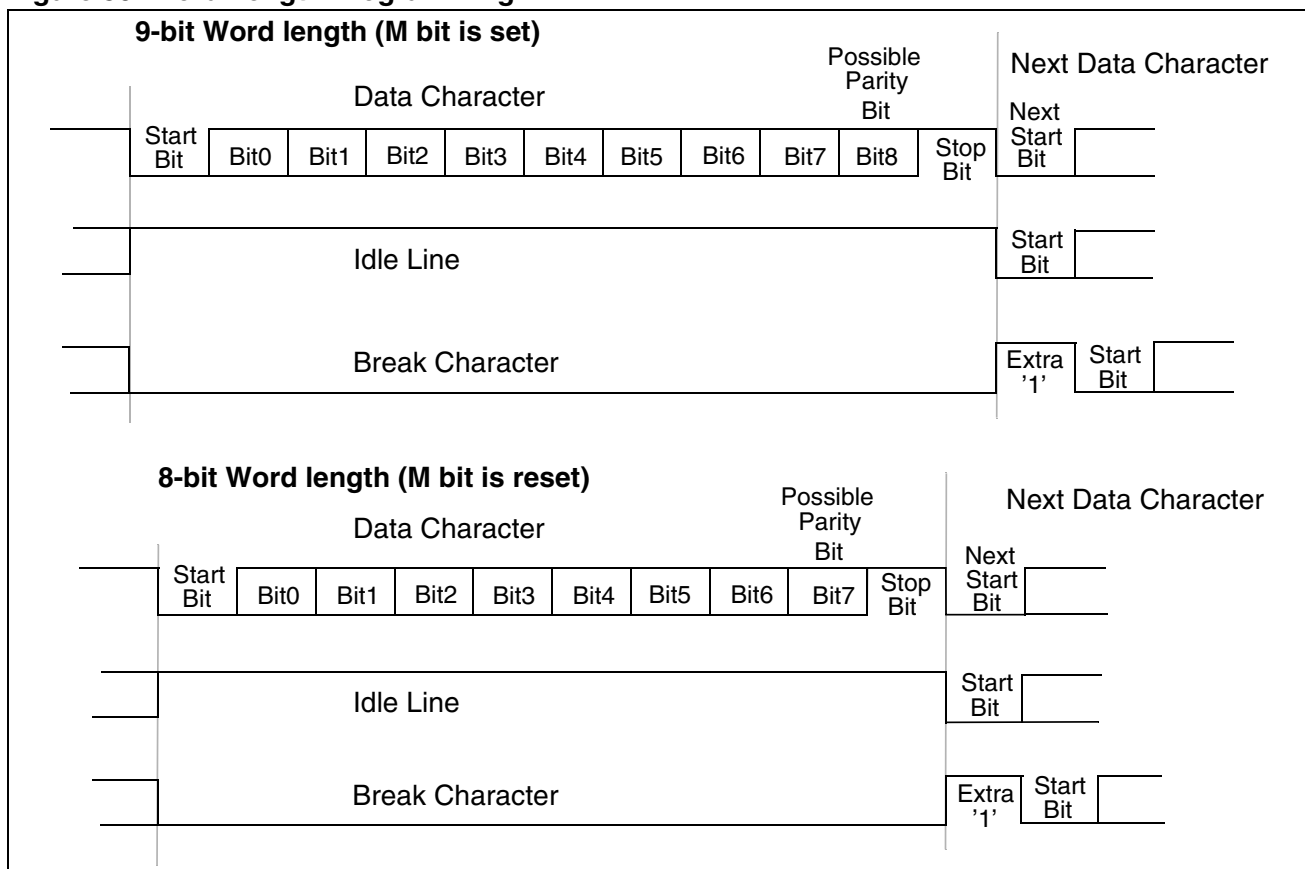 9-bit Word length (M bit is set)
Possible
Parity
Bit
Next Data Character
Data Character
Next
Start
Bit
Start
Bit
Bit0
Bit1
Bit2
Bit3
Bit4
Bit5
Bit6
Bit7
Bit8
Stop
Bit
Idle Line
Start
Bit
Break Character
Extra
'1'
Start
Bit
8-bit Word length (M bit is reset)
Possible
Parity
Bit
Next Data Character
Data Character
Next
Start
Bit
Start
Bit
Bit0
Bit1
Bit2
Bit3
Bit4
Bit5
Bit6
Bit7
Stop
Bit
Idle Line
Start
Bit
Break Character
Extra
'1'
Start
Bit